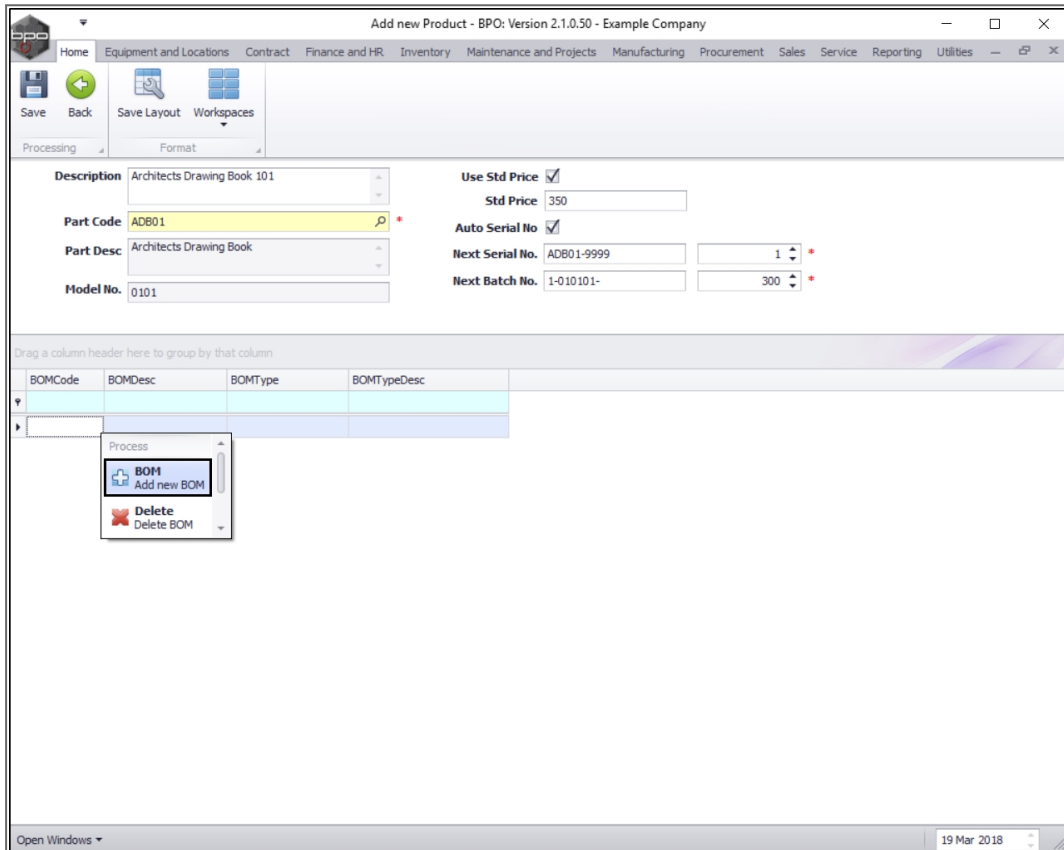 Add new Product - BPO: Version 2.1.0.50 - Example Company
bpo
Home Equipment and Locations Contract Finance and HR Inventory Maintenance and Projects Manufacturing Procurement Sales Service Reporting Utilities
Save Back Save Layout Workspaces
Processing Format
Description Architects Drawing Book 101 Use Std Price
Std Price 350
Part Code ADB01 * Auto Serial No
Part Desc Architects Drawing Book Next Serial No. ADB01-9999 1 *
Next Batch No. 1-010101- 300 *
Model No. 0101
Drag a column header here to group by that column
BOMCode BOMDesc BOMType BOMTypeDesc
Process
BOM
Add new BOM
Delete
Delete BOM
Open Windows 19 Mar 2018